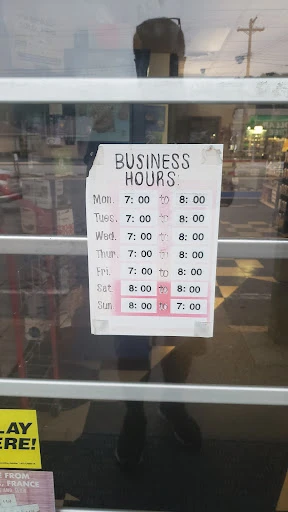 BUSINESS
HOURS.
Mon. 7:00 to 8:00
Tues. 7:00 to 8:00
Wed. 7:00 to 8:00
Thur. 7:00 to 8:00
Fri. 7:00 to 8:00
Sat 8:00 to 8:00
Sun 8:00 to 7:00
LAY
ERE!
E FROM
, FRANCE